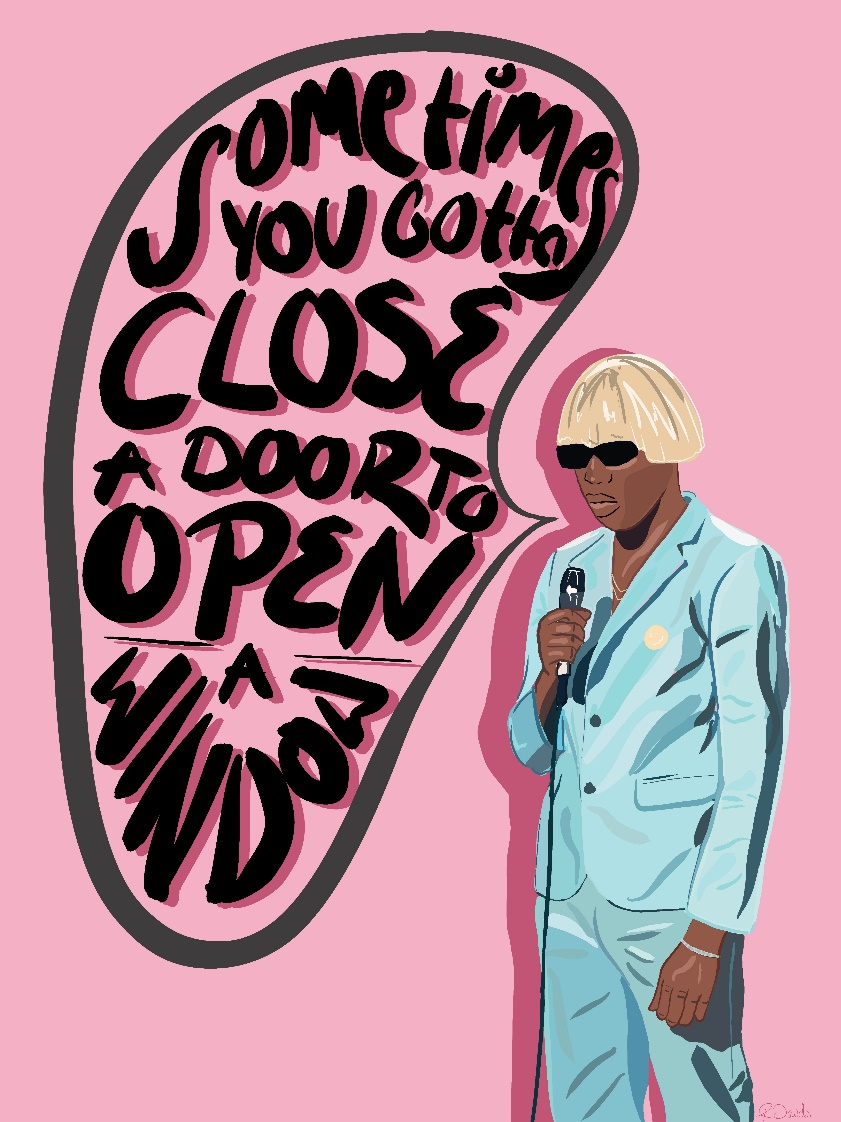 Sometimes
YOU Gotta
CLOSE
A DOOR TO
OPEN
A
WINDOW